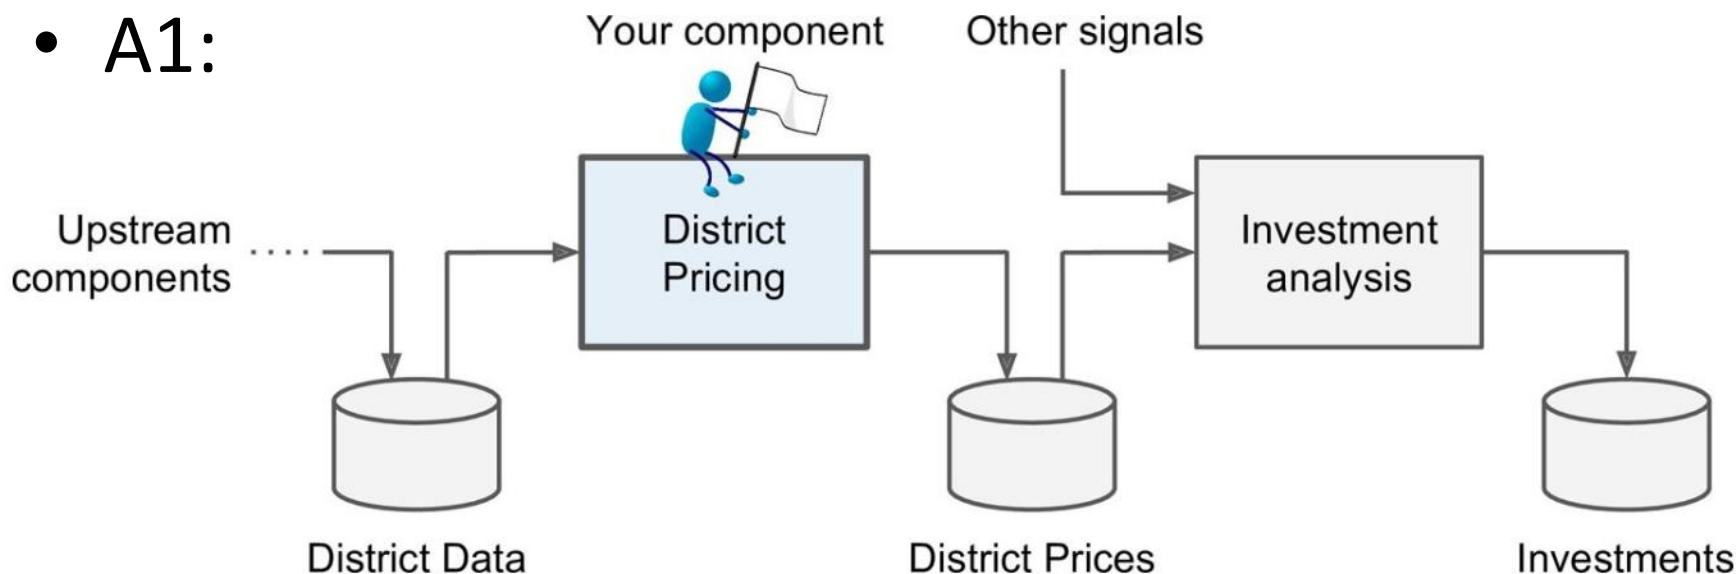 • A1:
Your component
Other signals
Upstream
components
District
Pricing
Investment
analysis
District Data
District Prices
Investments